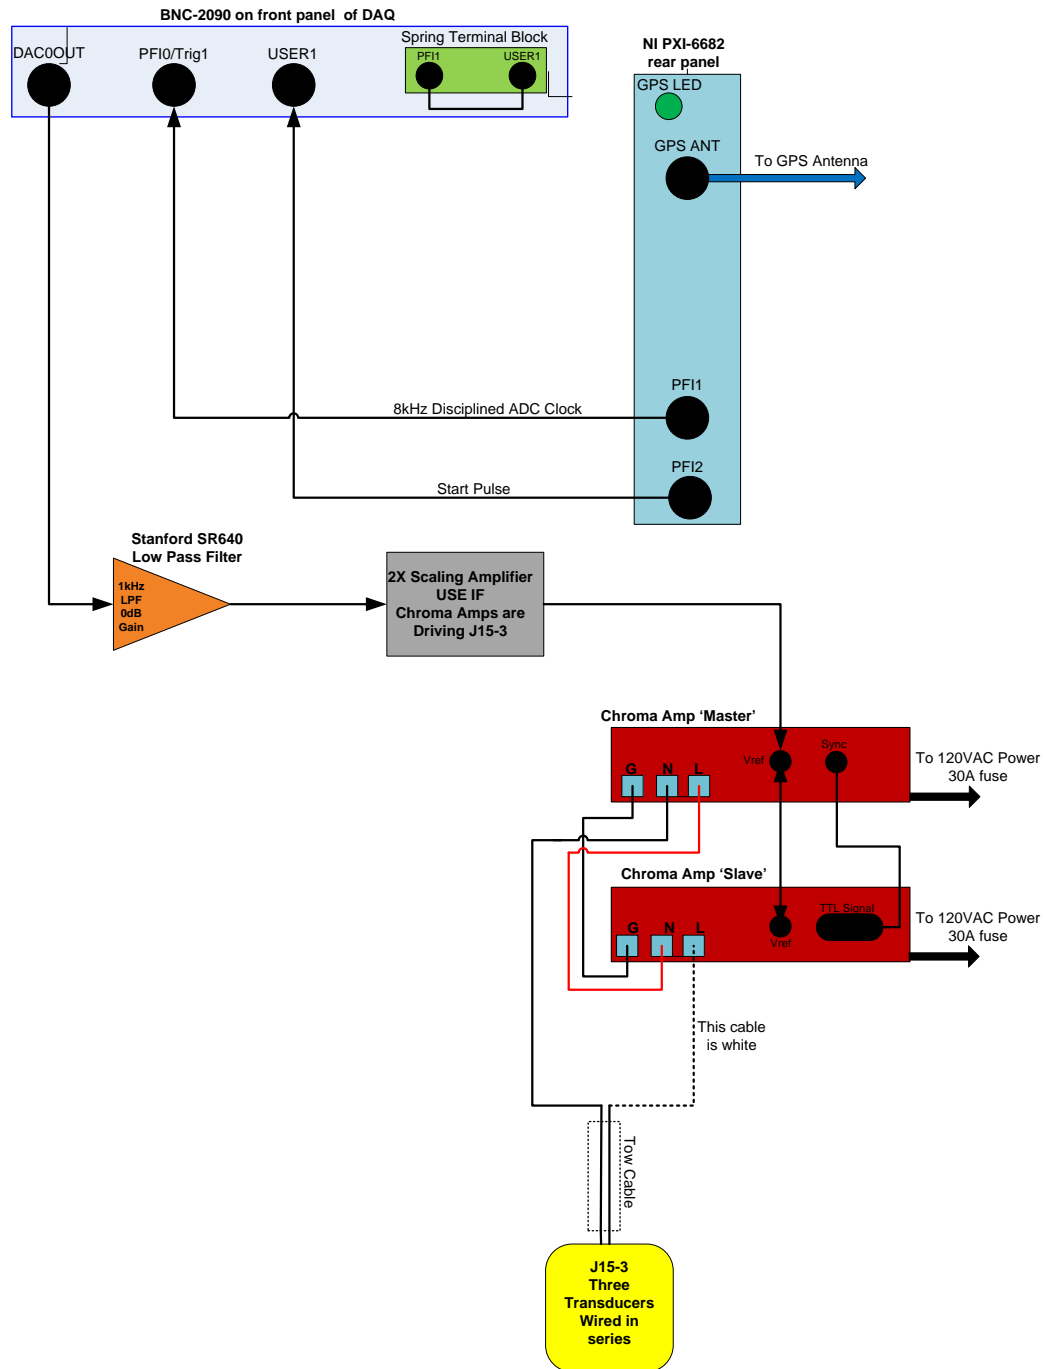 BNC-2090 on front panel  of DAQ
DAC0OUT
PFI0/Trig1
USER1
Spring Terminal Block
PFI1
USER1
NI PXI-6682
rear panel
GPS LED
GPS ANT
To GPS Antenna
PFI1
8kHz Disciplined ADC Clock
PFI2
Start Pulse
Stanford SR640
Low Pass Filter
1kHz
LPF
0dB
Gain
2X Scaling Amplifier
USE IF
Chroma Amps are
Driving J15-3
Chroma Amp ‘Master’
G
N
L
Vref
Sync
To 120VAC Power
30A fuse
Chroma Amp ‘Slave’
G
N
L
Vref
TTL Signal
To 120VAC Power
30A fuse
This cable
is white
Tow Cable
J15-3
Three
Transducers
Wired in
series